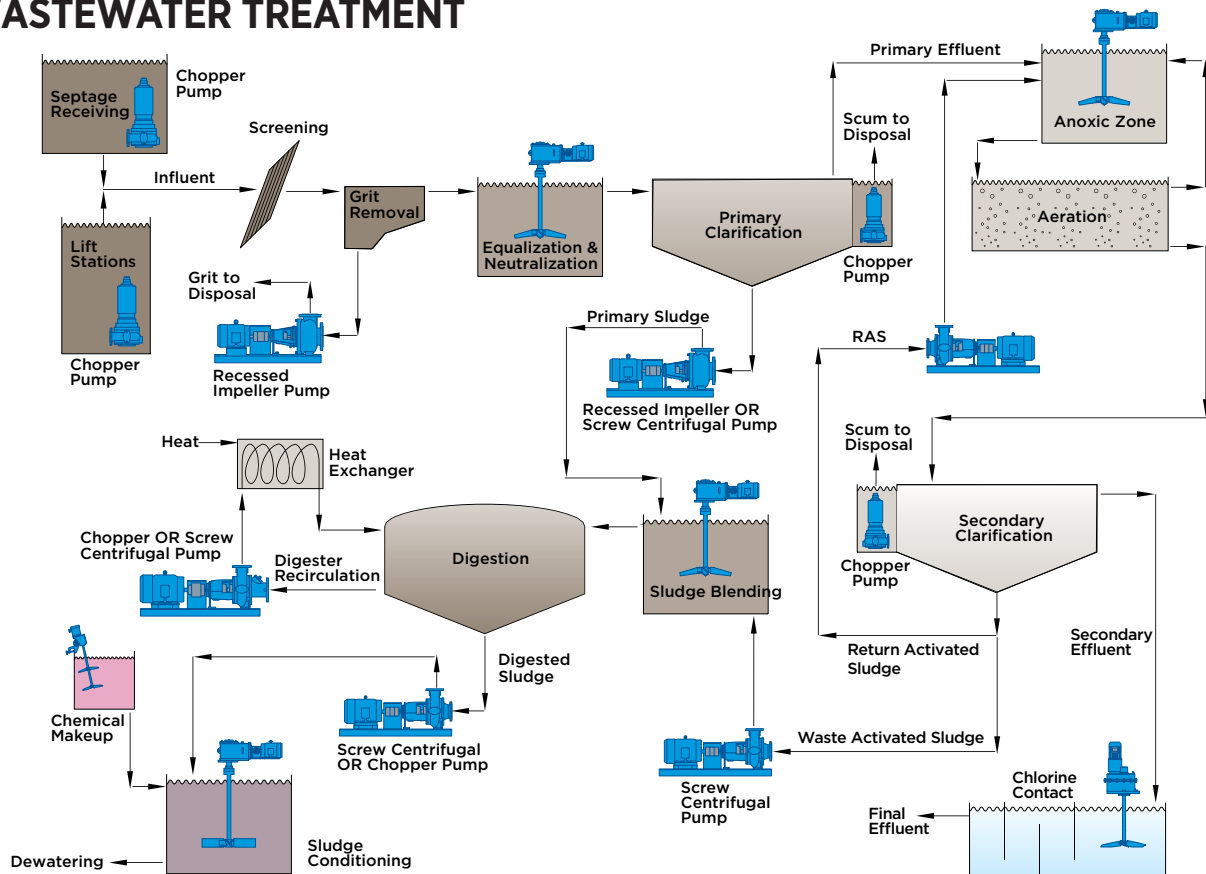 WASTEWATER TREATMENT
Septage
Receiving
Chopper
Pump
Screening
Influent
Lift
Stations
Chopper
Pump
Grit
Removal
Grit to
Disposal
Recessed
Impeller Pump
Equalization &
Neutralization
Primary
Clarification
Scum to
Disposal
Chopper
Pump
Primary Effluent
Anoxic Zone
Aeration
Primary Sludge
Recessed Impeller OR
Screw Centrifugal Pump
RAS
Heat
Heat
Exchanger
Chopper OR Screw
Centrifugal Pump
Digester
Recirculation
Digestion
Sludge Blending
Scum to
Disposal
Chopper
Pump
Secondary
Clarification
Return Activated
Sludge
Secondary
Effluent
Digested
Sludge
Chemical
Makeup
Screw Centrifugal
OR Chopper Pump
Waste Activated Sludge
Screw
Centrifugal
Pump
Chlorine
Contact
Final
Effluent
Sludge
Conditioning
Dewatering